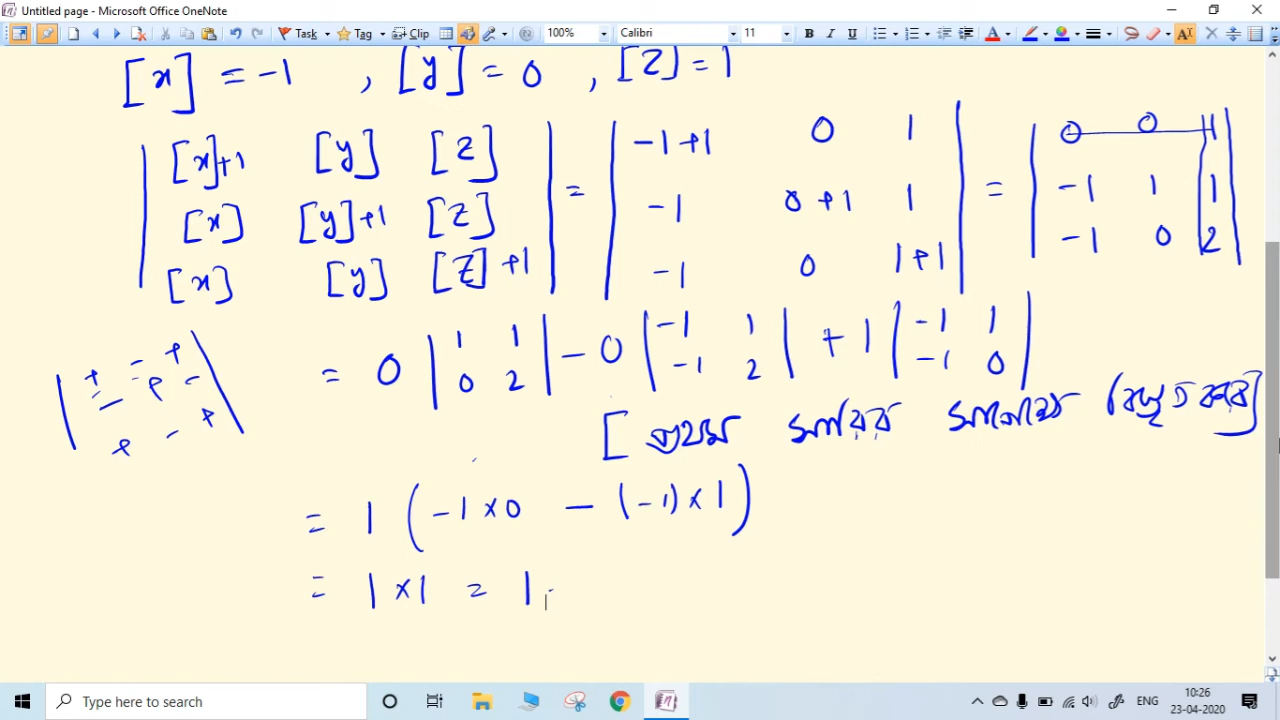 Untitled page - Microsoft Office OneNote
Task Tag Clip 100% Calibri 11 B I U
[x] = -1 , [y] = 0 , [z] = 1
| [x]+1 [y] [z] | = | -1+1 0 1 | = | 0 0 1 |
| [x] [y]+1 [z] | | -1 0+1 1 | | -1 1 1 |
| [x] [y] [z]+1 | | -1 0 1+1 | | -1 0 2 |
= 0 | 1 1 | - 0 | -1 1 | + 1 | -1 1 |
| 0 2 | | -1 2 | | -1 0 |
| + - + |
| - + - |
| + - + |
[ প্রথম সারির সাপেক্ষে বিস্তৃত করে ]
= 1 ( -1 × 0 - (-1) × 1 )
= 1 × 1 = 1
Type here to search
ENG
10:26
23-04-2020